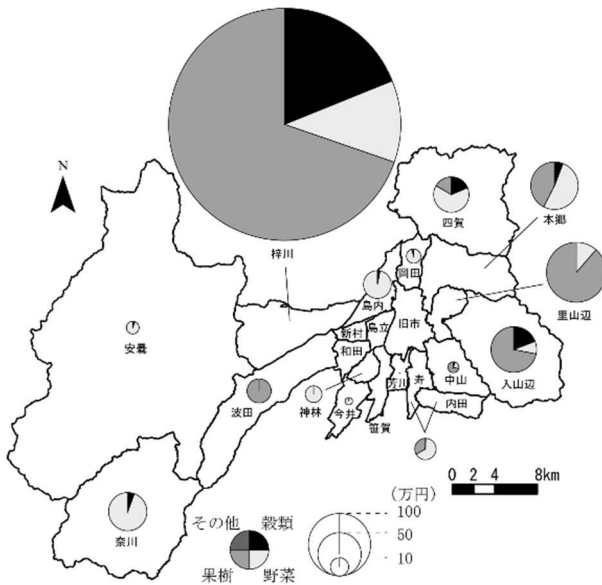 N
四賀
本郷
梓川
岡田
里山辺
島内
安曇
新村
島立
旧市
和田
入山辺
波田
神林
今井
芳川
寿
中山
内田
笹賀
0 2 4 8km
奈川
(万円)
その他 穀類
果樹 野菜
100
50
10